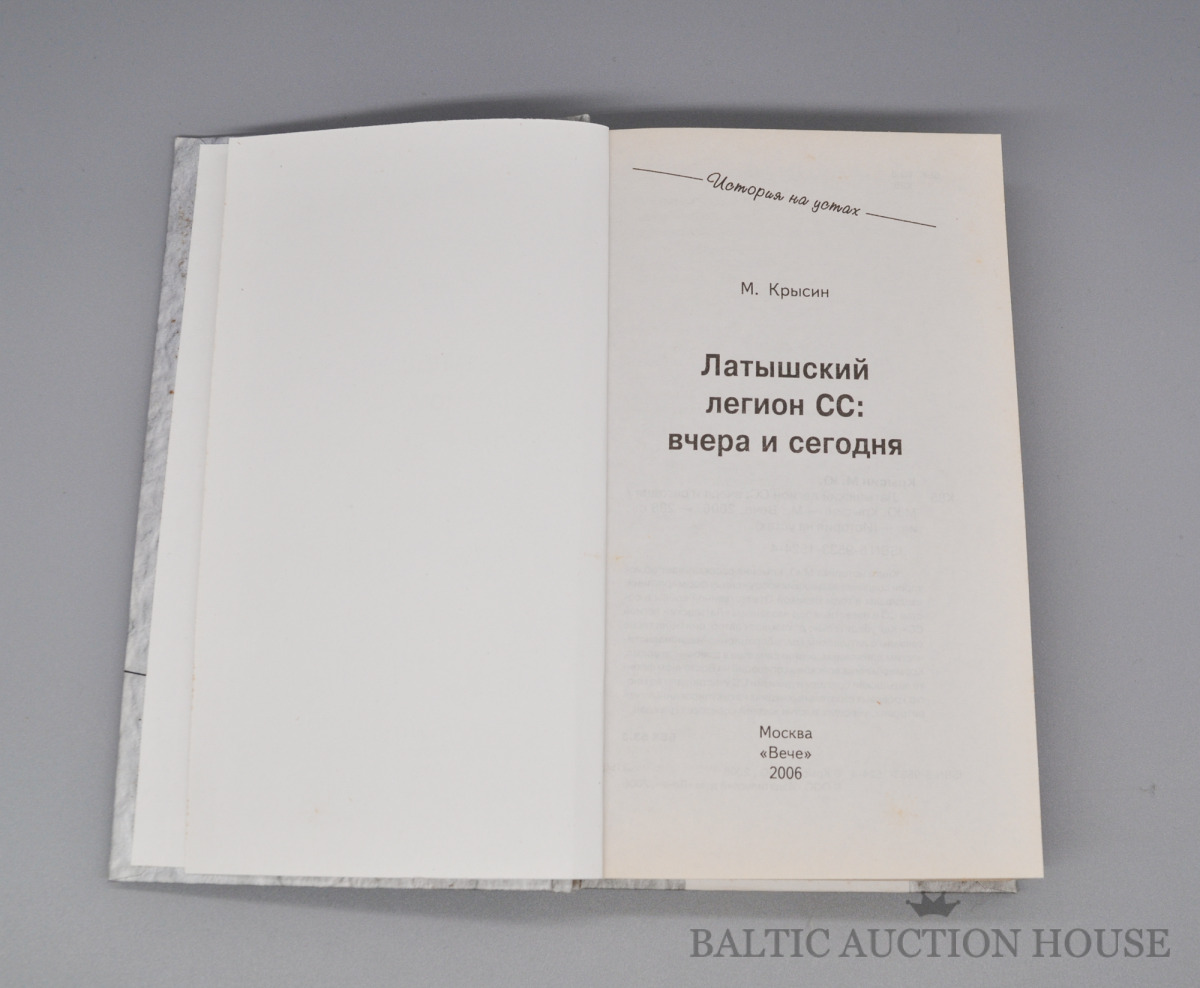 История на устах
М. Крысин
Латышский
легион СС:
вчера и сегодня
Москва
«Вече»
2006
BALTIC AUCTION HOUSE